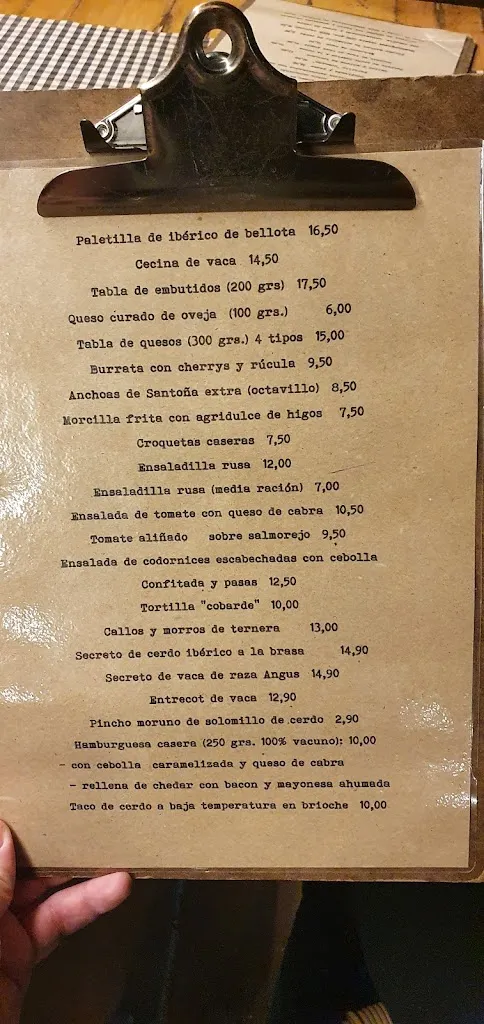 Paletilla de ibérico de bellota 16,50
Cecina de vaca 14,50
Tabla de embutidos (200 grs) 17,50
Queso curado de oveja (100 grs.) 6,00
Tabla de quesos (300 grs.) 4 tipos 15,00
Burrata con cherrys y rúcula 9,50
Anchoas de Santoña extra (octavillo) 8,50
Morcilla frita con agridulce de higos 7,50
Croquetas caseras 7,50
Ensaladilla rusa 12,00
Ensaladilla rusa (media ración) 7,00
Ensalada de tomate con queso de cabra 10,50
Tomate aliñado sobre salmorejo 9,50
Ensalada de codornices escabechadas con cebolla
Confitada y pasas 12,50
Tortilla "cobarde" 10,00
Callos y morros de ternera 13,00
Secreto de cerdo ibérico a la brasa 14,90
Secreto de vaca de raza Angus 14,90
Entrecot de vaca 12,90
Pincho moruno de solomillo de cerdo 2,90
Hamburguesa casera (250 grs. 100% vacuno): 10,00
- con cebolla caramelizada y queso de cabra
- rellena de chedar con bacon y mayonesa ahumada
Taco de cerdo a baja temperatura en brioche 10,00